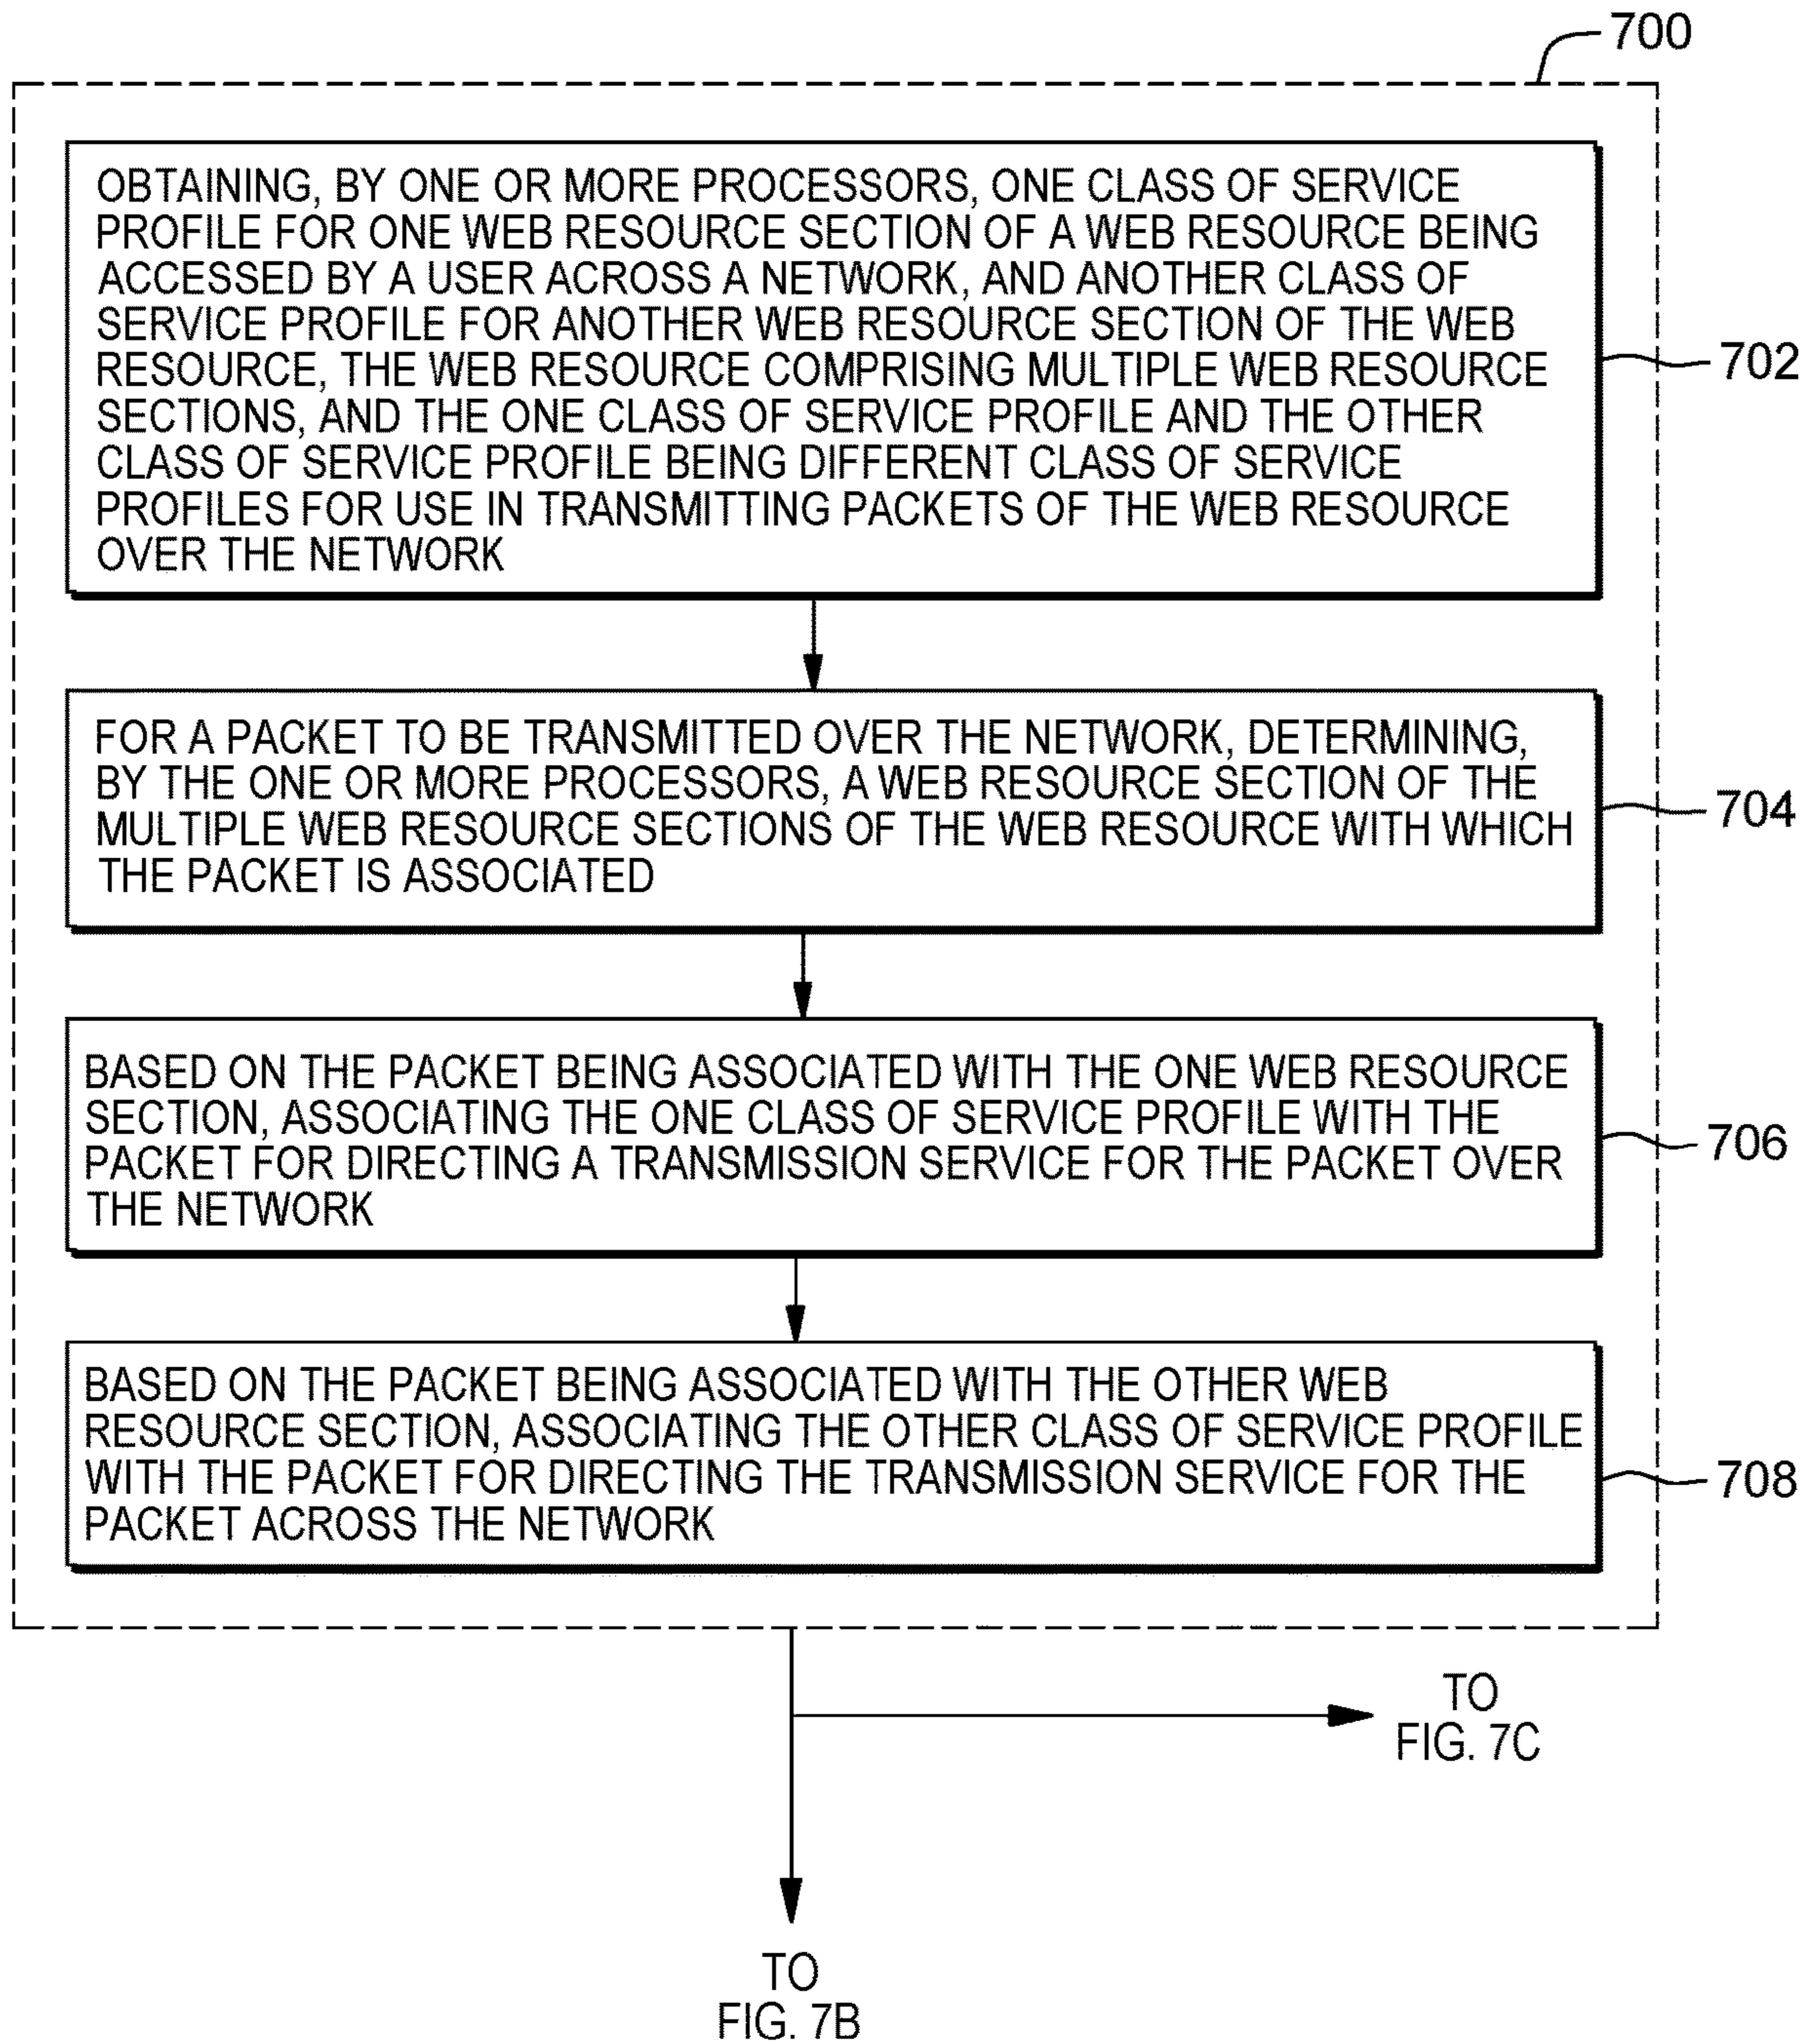 700
OBTAINING, BY ONE OR MORE PROCESSORS, ONE CLASS OF SERVICE
PROFILE FOR ONE WEB RESOURCE SECTION OF A WEB RESOURCE BEING
ACCESSED BY A USER ACROSS A NETWORK, AND ANOTHER CLASS OF
SERVICE PROFILE FOR ANOTHER WEB RESOURCE SECTION OF THE WEB
RESOURCE, THE WEB RESOURCE COMPRISING MULTIPLE WEB RESOURCE
SECTIONS, AND THE ONE CLASS OF SERVICE PROFILE AND THE OTHER
CLASS OF SERVICE PROFILE BEING DIFFERENT CLASS OF SERVICE
PROFILES FOR USE IN TRANSMITTING PACKETS OF THE WEB RESOURCE
OVER THE NETWORK
702
FOR A PACKET TO BE TRANSMITTED OVER THE NETWORK, DETERMINING,
BY THE ONE OR MORE PROCESSORS, A WEB RESOURCE SECTION OF THE
MULTIPLE WEB RESOURCE SECTIONS OF THE WEB RESOURCE WITH WHICH
THE PACKET IS ASSOCIATED
704
BASED ON THE PACKET BEING ASSOCIATED WITH THE ONE WEB RESOURCE
SECTION, ASSOCIATING THE ONE CLASS OF SERVICE PROFILE WITH THE
PACKET FOR DIRECTING A TRANSMISSION SERVICE FOR THE PACKET OVER
THE NETWORK
706
BASED ON THE PACKET BEING ASSOCIATED WITH THE OTHER WEB
RESOURCE SECTION, ASSOCIATING THE OTHER CLASS OF SERVICE PROFILE
WITH THE PACKET FOR DIRECTING THE TRANSMISSION SERVICE FOR THE
PACKET ACROSS THE NETWORK
708
TO
FIG. 7C
TO
FIG. 7B